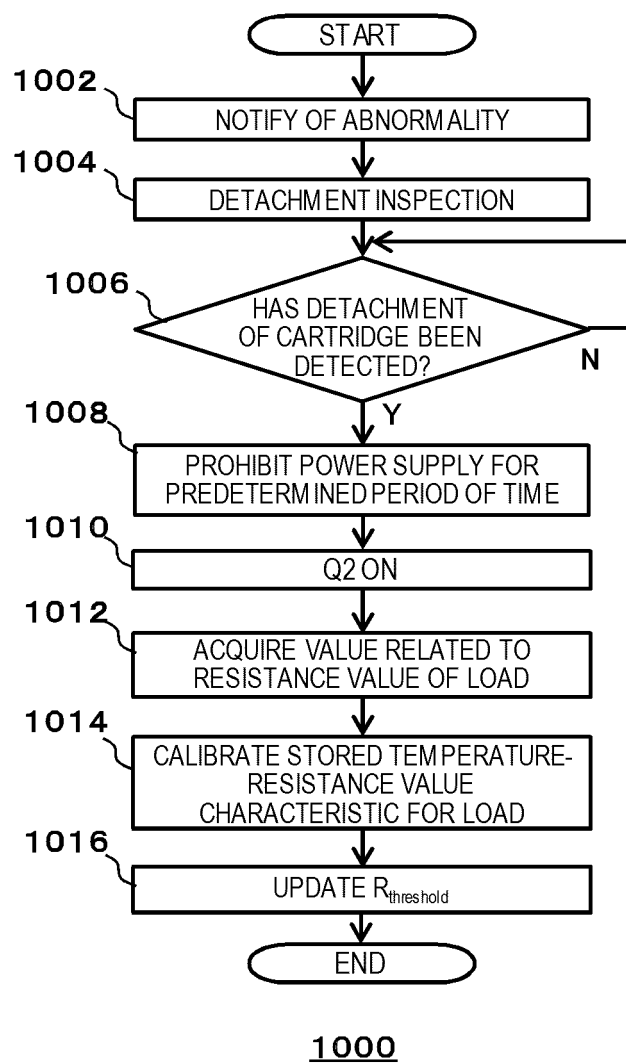 START
1002
NOTIFY OF ABNORMALITY
1004
DETACHMENT INSPECTION
1006
HAS DETACHMENT
OF CARTRIDGE BEEN
DETECTED?
N
Y
1008
PROHIBIT POWER SUPPLY FOR
PREDETERMINED PERIOD OF TIME
1010
Q2 ON
1012
ACQUIRE VALUE RELATED TO
RESISTANCE VALUE OF LOAD
1014
CALIBRATE STORED TEMPERATURE-
RESISTANCE VALUE
CHARACTERISTIC FOR LOAD
1016
UPDATE Rthreshold
END
1000